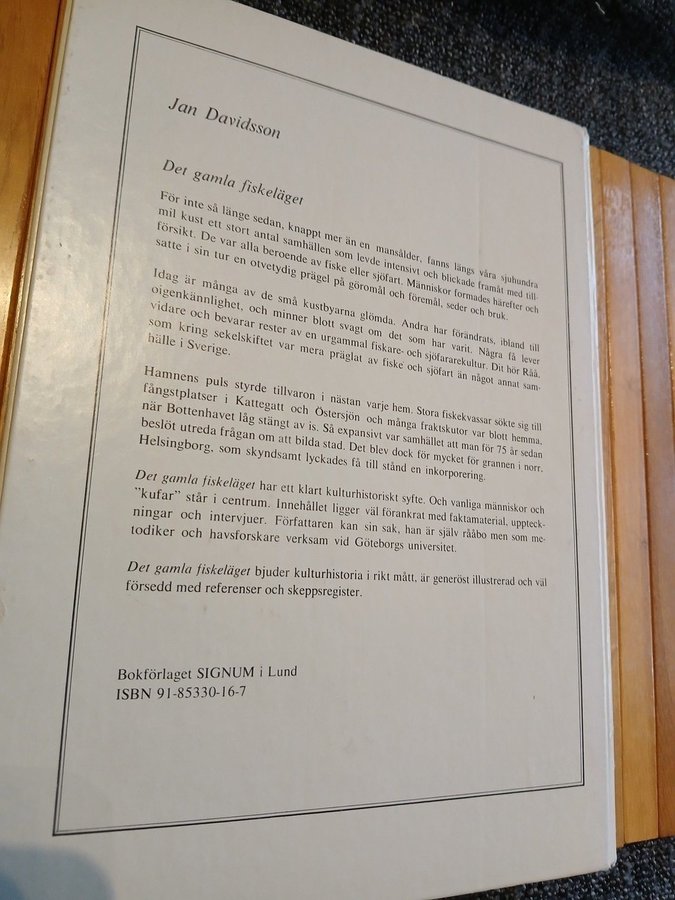 Jan Davidsson
Det gamla fiskeläget
För inte så länge sedan, knappt mer än en mansålder, fanns längs våra sjuhundra
mil kust ett stort antal samhällen som levde intensivt och blickade framåt med till-
försikt. De var alla beroende av fiske eller sjöfart. Människor formades härefter och
satte i sin tur en otvetydig prägel på göromål och föremål, seder och bruk.
Idag är många av de små kustbyarna glömda. Andra har förändrats, ibland till
oigenkännlighet, och minner blott svagt om det som har varit. Några få lever
vidare och bevarar rester av en urgammal fiskare- och sjöfararekultur. Dit hör Råå,
som kring sekelskiftet var mera präglat av fiske och sjöfart än något annat sam-
hälle i Sverige.
Hamnens puls styrde tillvaron i nästan varje hem. Stora fiskekvassar sökte sig till
fångstplatser i Kattegatt och Östersjön och många fraktskutor var blott hemma,
när Bottenhavet låg stängt av is. Så expansivt var samhället att man för 75 år sedan
beslöt utreda frågan om att bilda stad. Det blev dock för mycket för grannen i norr,
Helsingborg, som skyndsamt lyckades få till stånd en inkorporering.
Det gamla fiskeläget har ett klart kulturhistoriskt syfte. Och vanliga människor och
"kufar" står i centrum. Innehållet ligger väl förankrat med faktamaterial, uppteck-
ningar och intervjuer. Författaren kan sin sak, han är själv rååbo men som me-
todiker och havsforskare verksam vid Göteborgs universitet.
Det gamla fiskeläget bjuder kulturhistoria i rikt mått, är generöst illustrerad och väl
försedd med referenser och skeppsregister.
Bokförlaget SIGNUM i Lund
ISBN 91-85330-16-7